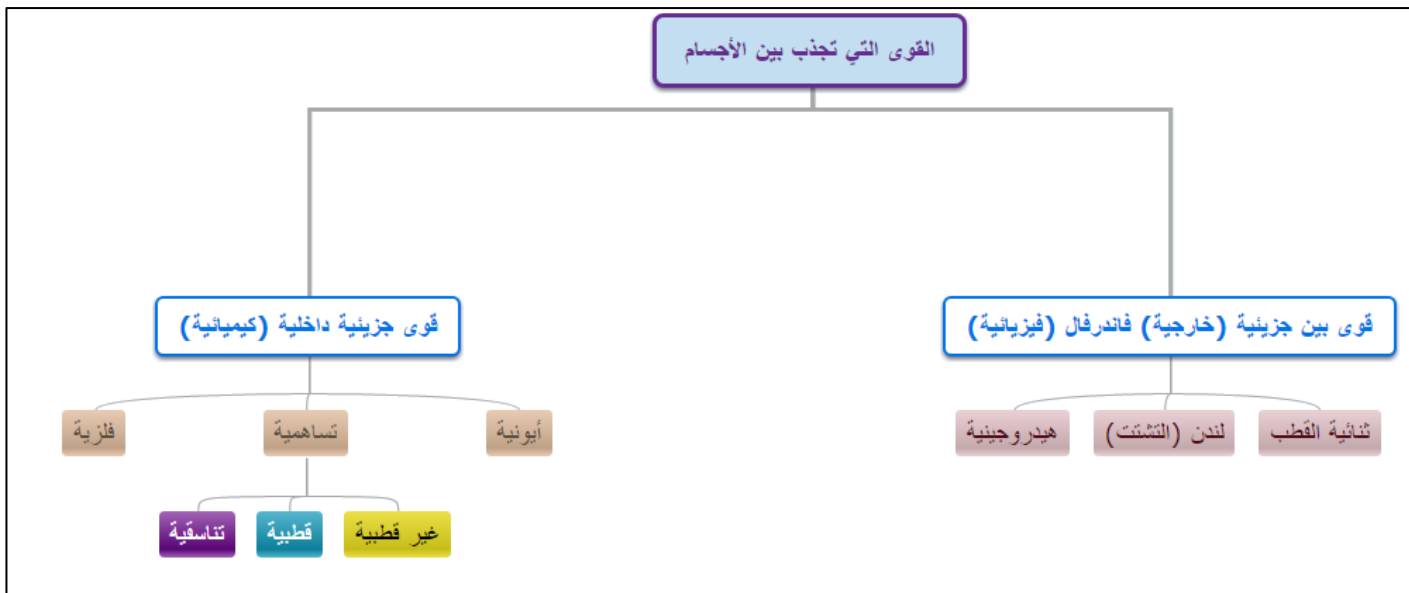 القوى التي تجذب بين الأجسام
قوى بين جزيئية (خارجية) فاندرفال (فيزيائية)
قوى جزيئية داخلية (كيميائية)
ثنائية القطب
لندن (التشتت)
هيدروجينية
أيونية
تساهمية
فلزية
غير قطبية
قطبية
تناسقية